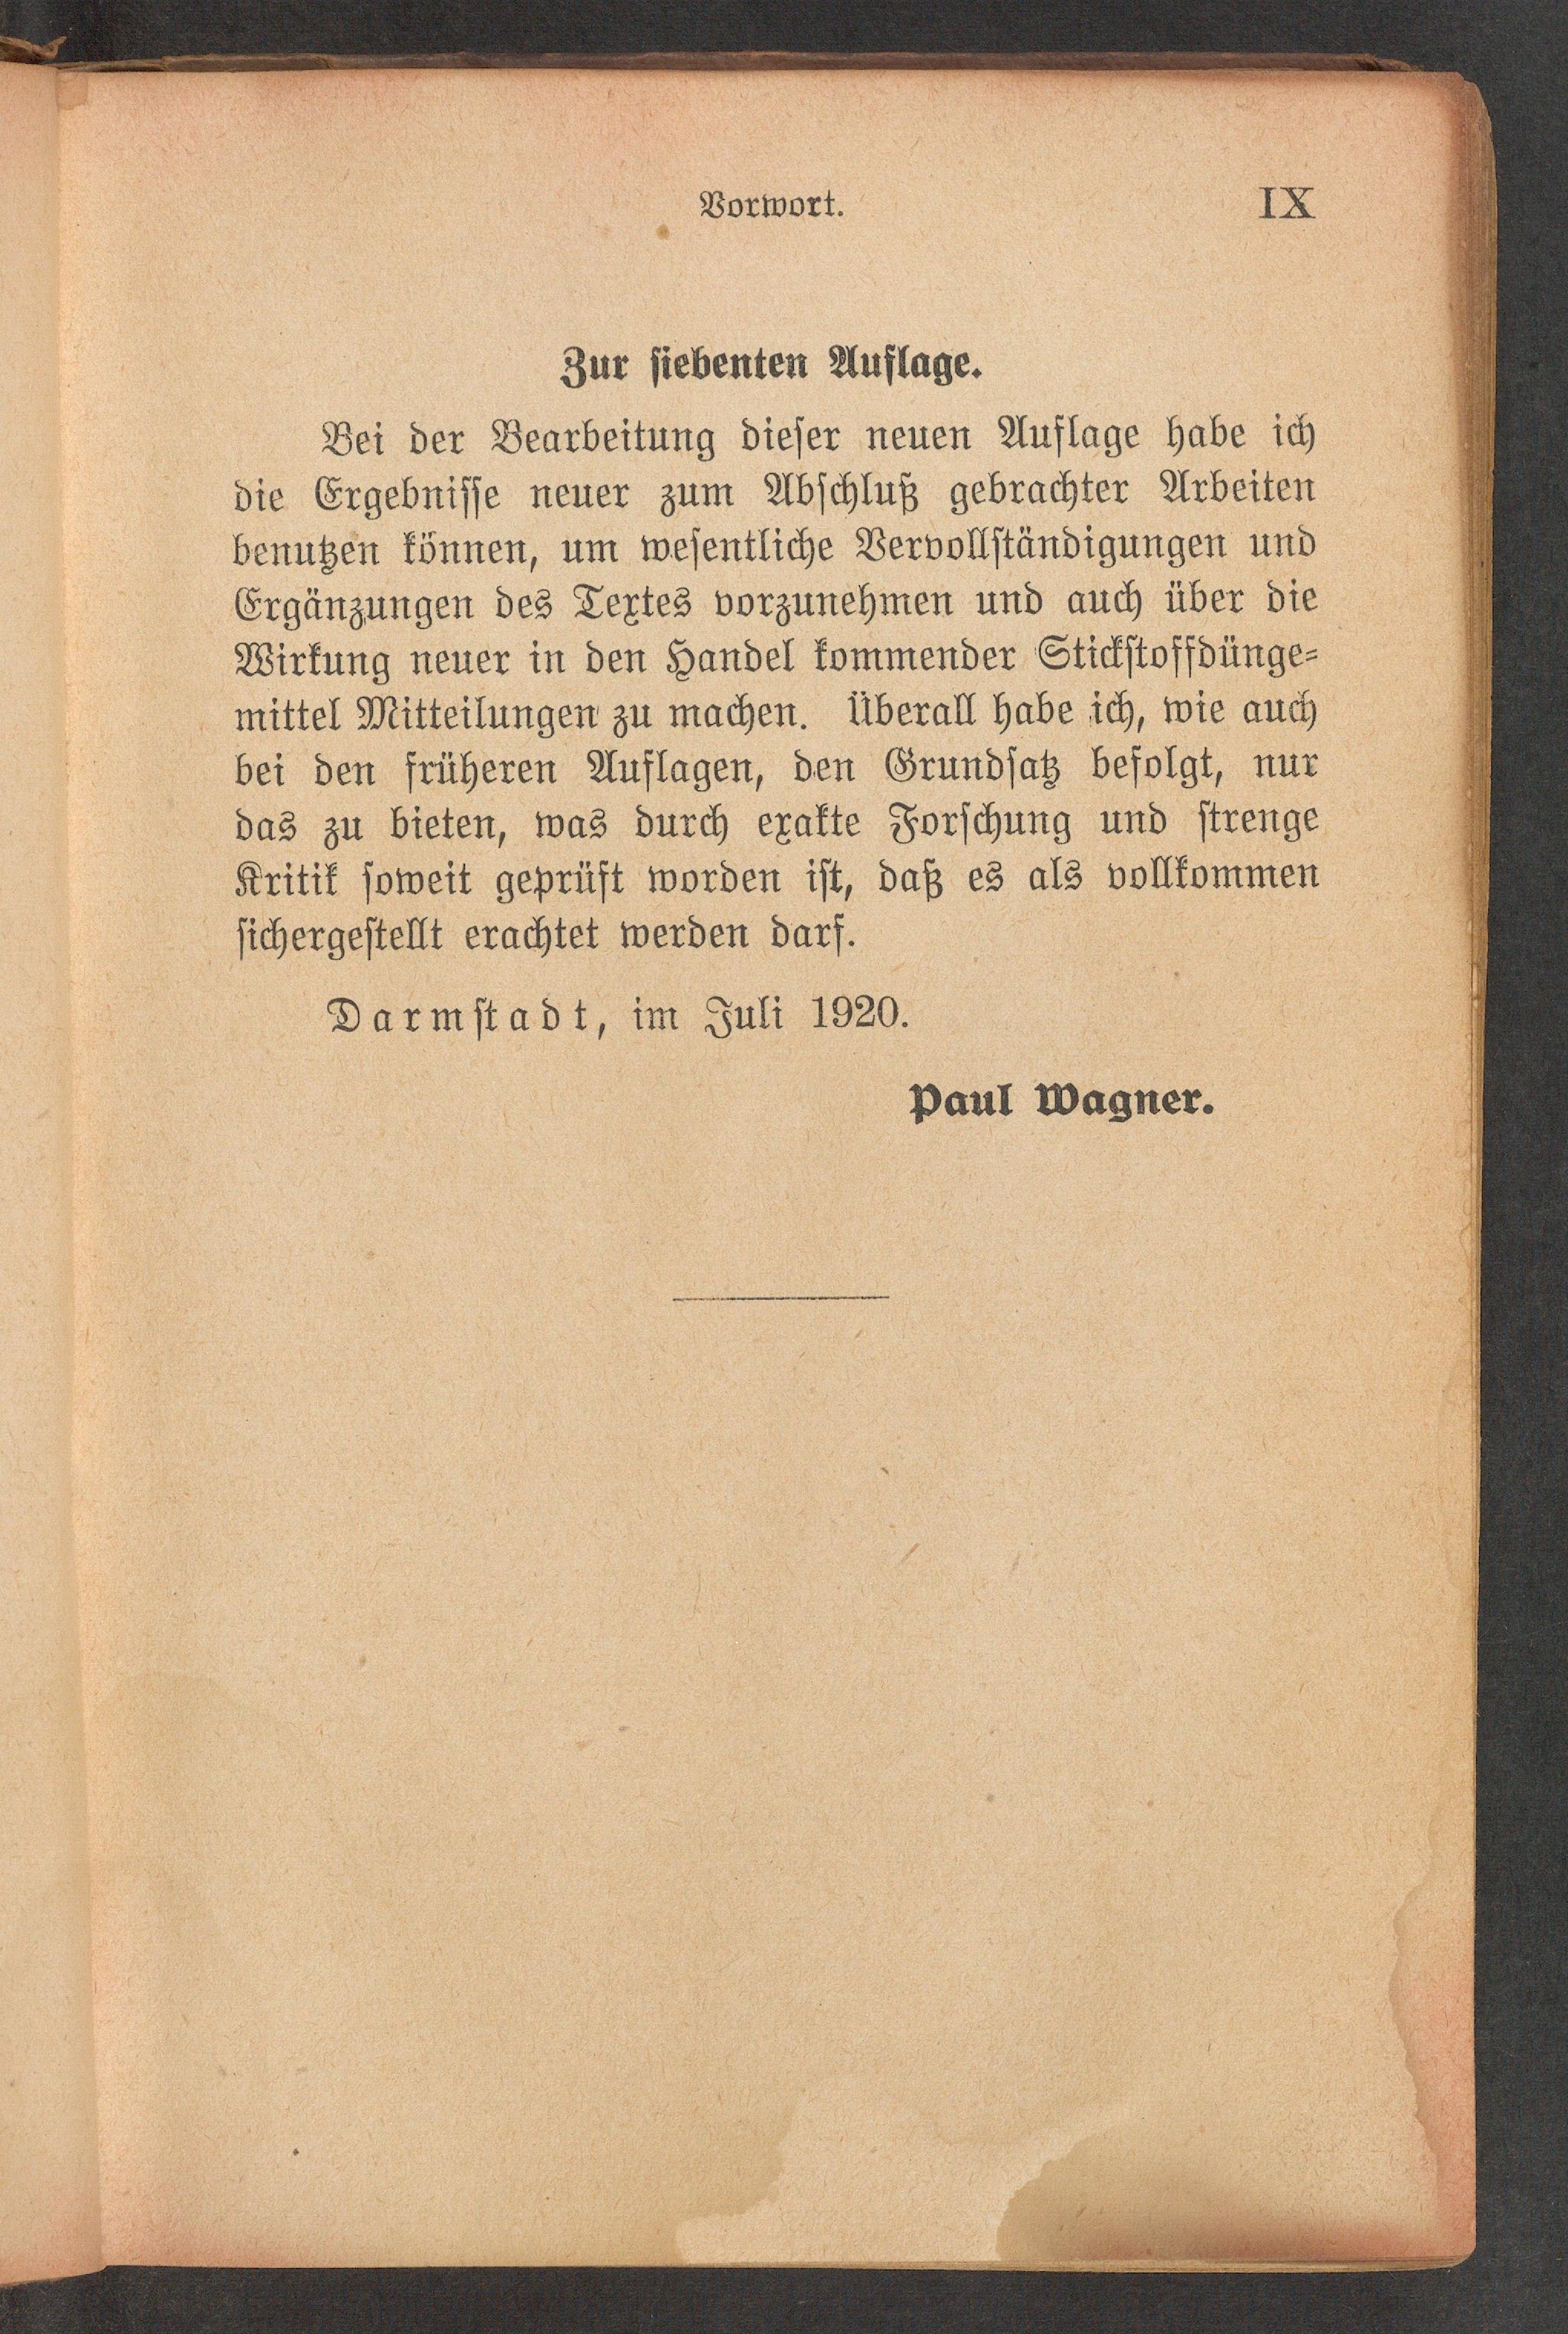 Vorwort. IX
Zur siebenten Auflage.
Bei der Bearbeitung dieser neuen Auflage habe ich
die Ergebnisse neuer zum Abschluß gebrachter Arbeiten
benutzen können, um wesentliche Vervollständigungen und
Ergänzungen des Textes vorzunehmen und auch über die
Wirkung neuer in den Handel kommender Stickstoffdünge-
mittel Mitteilungen zu machen. Überall habe ich, wie auch
bei den früheren Auflagen, den Grundsatz befolgt, nur
das zu bieten, was durch exakte Forschung und strenge
Kritik soweit geprüft worden ist, daß es als vollkommen
sichergestellt erachtet werden darf.
Darmstadt, im Juli 1920.
Paul Wagner.